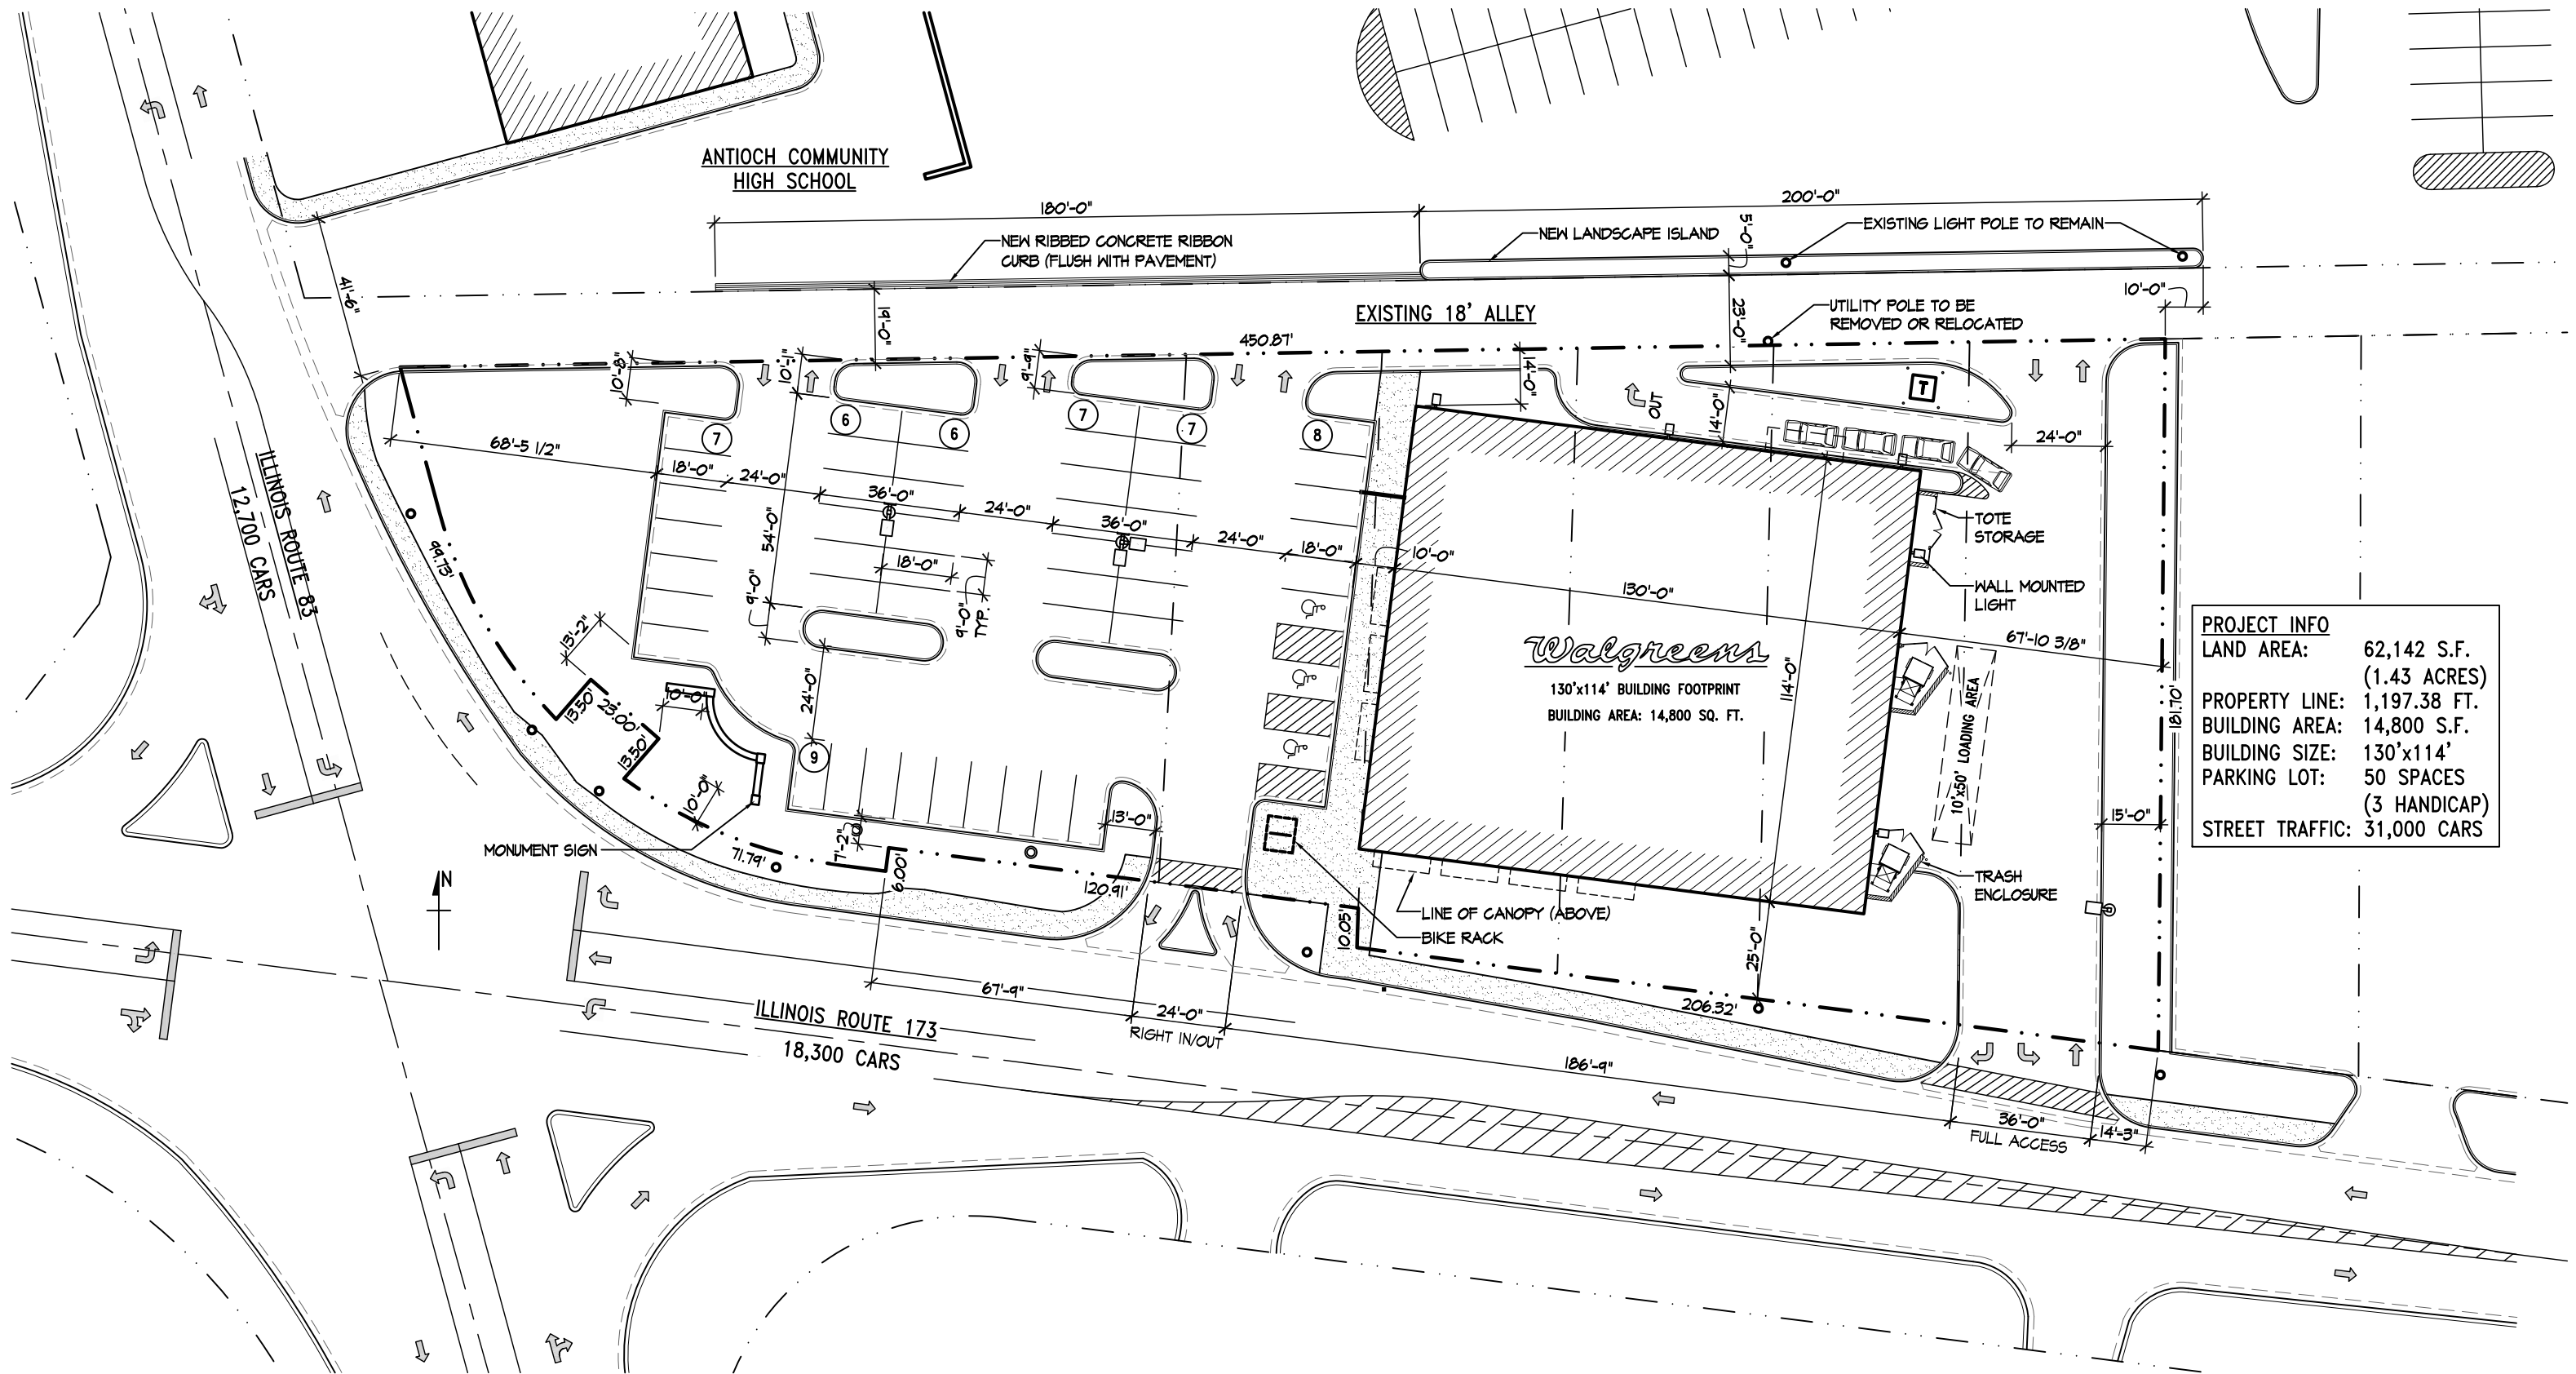 ANTIOCH COMMUNITY
HIGH SCHOOL
180'-0"
200'-0"
NEW RIBBED CONCRETE RIBBON
CURB (FLUSH WITH PAVEMENT)
NEW LANDSCAPE ISLAND
5'-0"
EXISTING LIGHT POLE TO REMAIN
41'-6"
19'-0"
EXISTING 18' ALLEY
23'-0"
UTILITY POLE TO BE
REMOVED OR RELOCATED
10'-0"
450.87'
10'-8"
10'-1"
9'-9"
14'-0"
OUT
14'-0"
T
7
6
6
7
7
8
68'-5 1/2"
18'-0"
24'-0"
36'-0"
24'-0"
36'-0"
24'-0"
18'-0"
10'-0"
130'-0"
67'-10 3/8"
24'-0"
ILLINOIS ROUTE 83
12,700 CARS
99.73'
54'-0"
9'-0"
18'-0"
9'-0"
TYP.
TOTE
STORAGE
WALL MOUNTED
LIGHT
13'-2"
13.50'
23.00'
13.50'
10'-0"
10'-0"
24'-0"
9
Walgreens
130'x114' BUILDING FOOTPRINT
BUILDING AREA: 14,800 SQ. FT.
114'-0"
10'x50' LOADING AREA
181.70'
15'-0"
PROJECT INFO
LAND AREA: 62,142 S.F.
(1.43 ACRES)
PROPERTY LINE: 1,197.38 FT.
BUILDING AREA: 14,800 S.F.
BUILDING SIZE: 130'x114'
PARKING LOT: 50 SPACES
(3 HANDICAP)
STREET TRAFFIC: 31,000 CARS
MONUMENT SIGN
71.79'
7'-2"
6.00'
13'-0"
120.91'
N
LINE OF CANOPY (ABOVE)
BIKE RACK
10.05'
25'-0"
TRASH
ENCLOSURE
206.32'
67'-9"
24'-0"
RIGHT IN/OUT
ILLINOIS ROUTE 173
18,300 CARS
186'-9"
36'-0"
FULL ACCESS
14'-3"